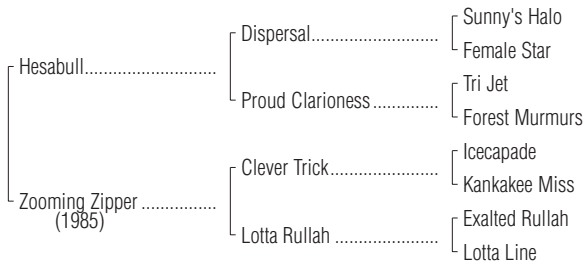 Sunny's Halo
Dispersal
Female Star
Hesabull
Tri Jet
Proud Clarioness
Forest Murmurs
Icecapade
Clever Trick
Kankakee Miss
Zooming Zipper
(1985)
Exalted Rullah
Lotta Rullah
Lotta Line